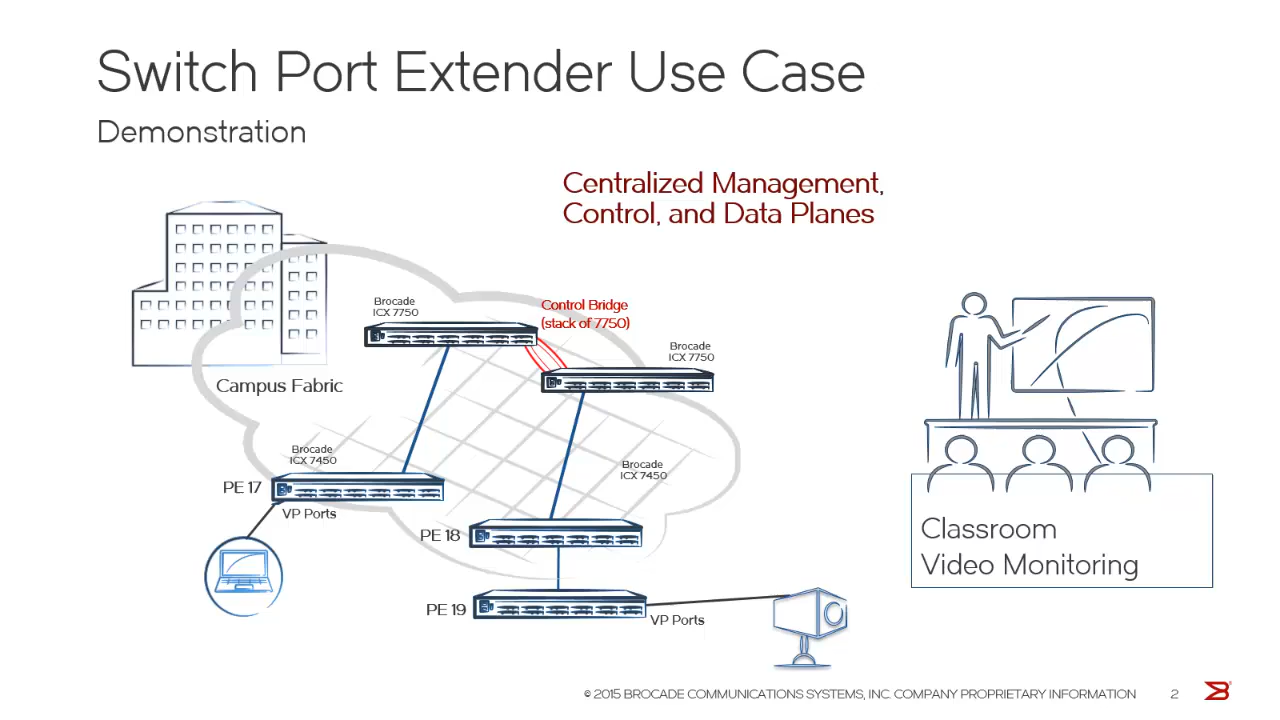 Switch Port Extender Use Case
Demonstration
Centralized Management,
Control, and Data Planes
Brocade
ICX 7750
Control Bridge
(stack of 7750)
Brocade
ICX 7750
Campus Fabric
Brocade
ICX 7450
Brocade
ICX 7450
PE 17
VP Ports
PE 18
Classroom
Video Monitoring
PE 19
VP Ports
© 2015 BROCADE COMMUNICATIONS SYSTEMS, INC. COMPANY PROPRIETARY INFORMATION
2